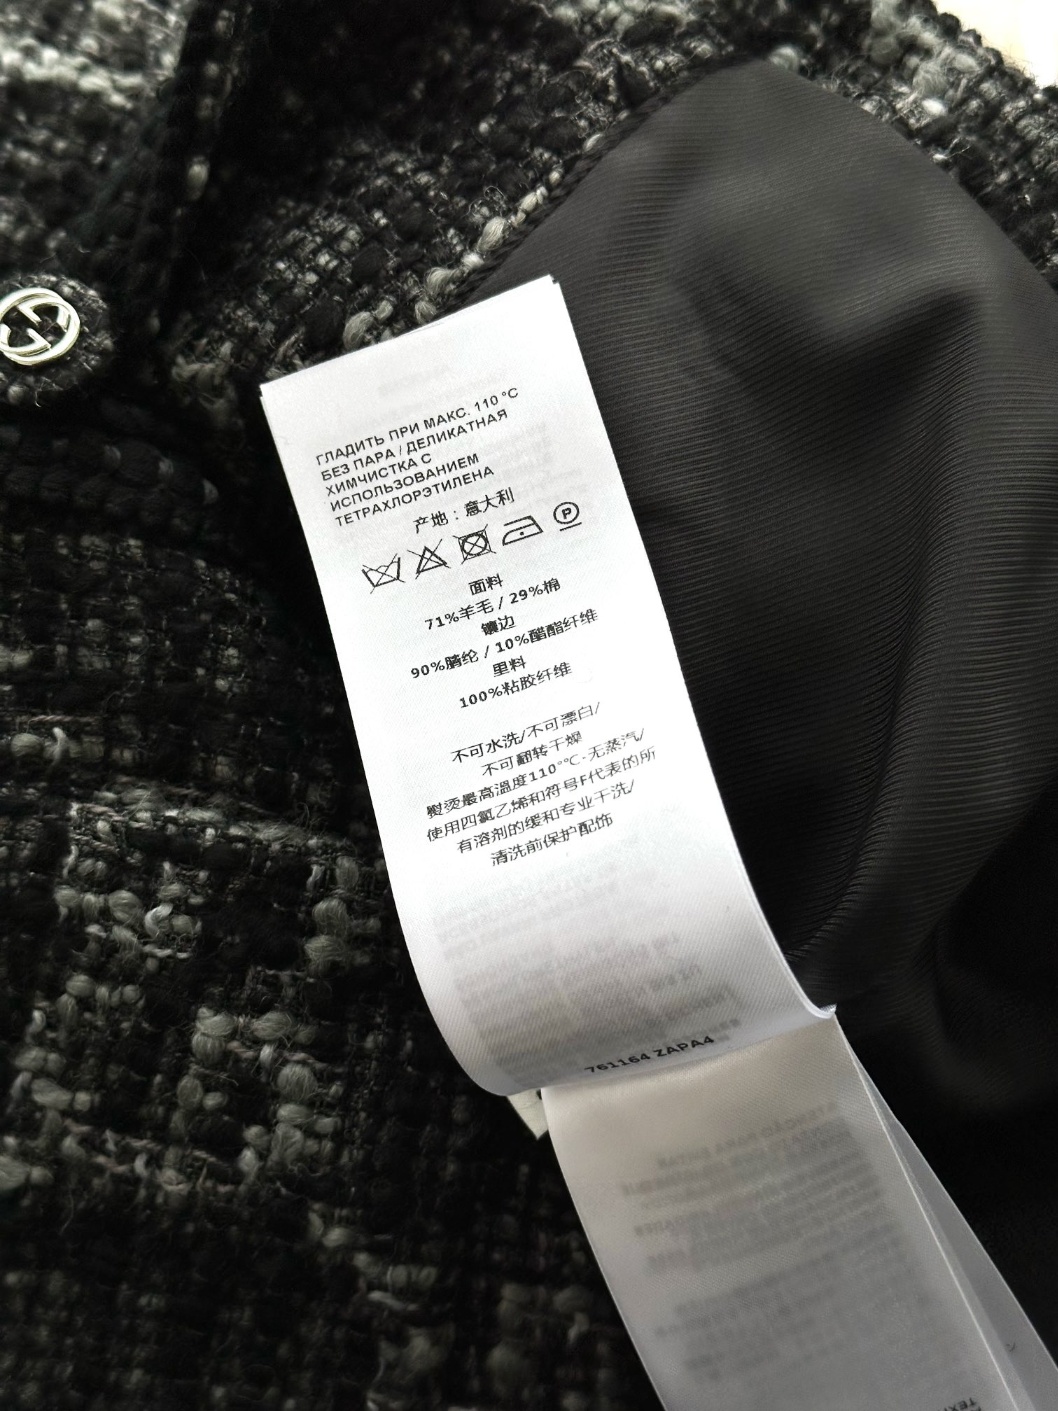 ГЛАДИТЬ ПРИ МАКС. 110 °C
БЕЗ ПАРА / ДЕЛИКАТНАЯ
ХИМЧИСТКА С
ИСПОЛЬЗОВАНИЕМ
ТЕТРАХЛОРЭТИЛЕНА
产地：意大利
P
面料
71%羊毛 / 29%棉
镶边
90%腈纶 / 10%醋酯纤维
里料
100%粘胶纤维
不可水洗/不可漂白/
不可翻转干燥
熨烫最高温度110°℃-无蒸汽/
使用四氯乙烯和符号F代表的所
有溶剂的缓和专业干洗/
清洗前保护配饰
761164 ZAPA4